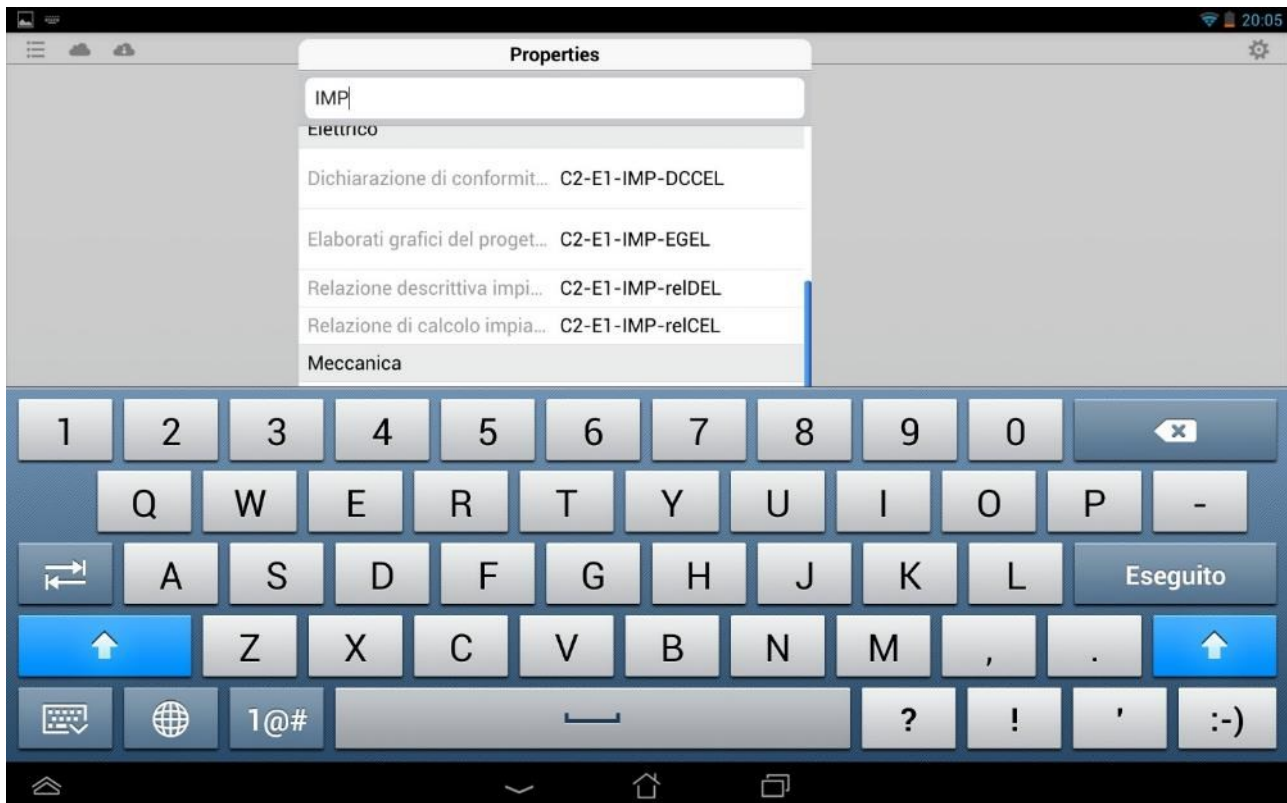 20:05
Properties
IMP
Elettrico
Dichiarazione di conformit... C2-E1-IMP-DCCEL
Elaborati grafici del proget... C2-E1-IMP-EGEL
Relazione descrittiva impi... C2-E1-IMP-relDEL
Relazione di calcolo impia... C2-E1-IMP-relCEL
Meccanica
1 2 3 4 5 6 7 8 9 0
Q W E R T Y U I O P -
A S D F G H J K L Eseguito
Z X C V B N M , .
1@# ? ! ' :-)